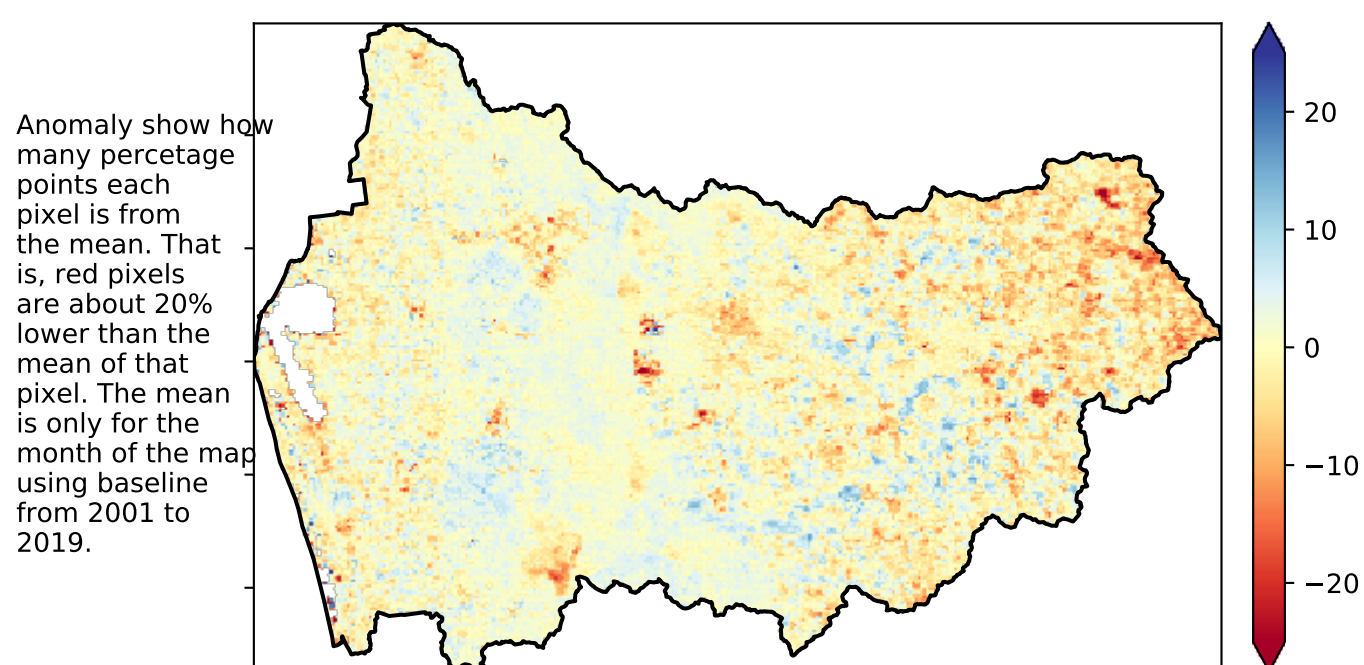 Anomaly show how
many percetage
points each
pixel is from
the mean. That
is, red pixels
are about 20%
lower than the
mean of that
pixel. The mean
is only for the
month of the map
using baseline
from 2001 to
2019.
20
10
0
−10
−20